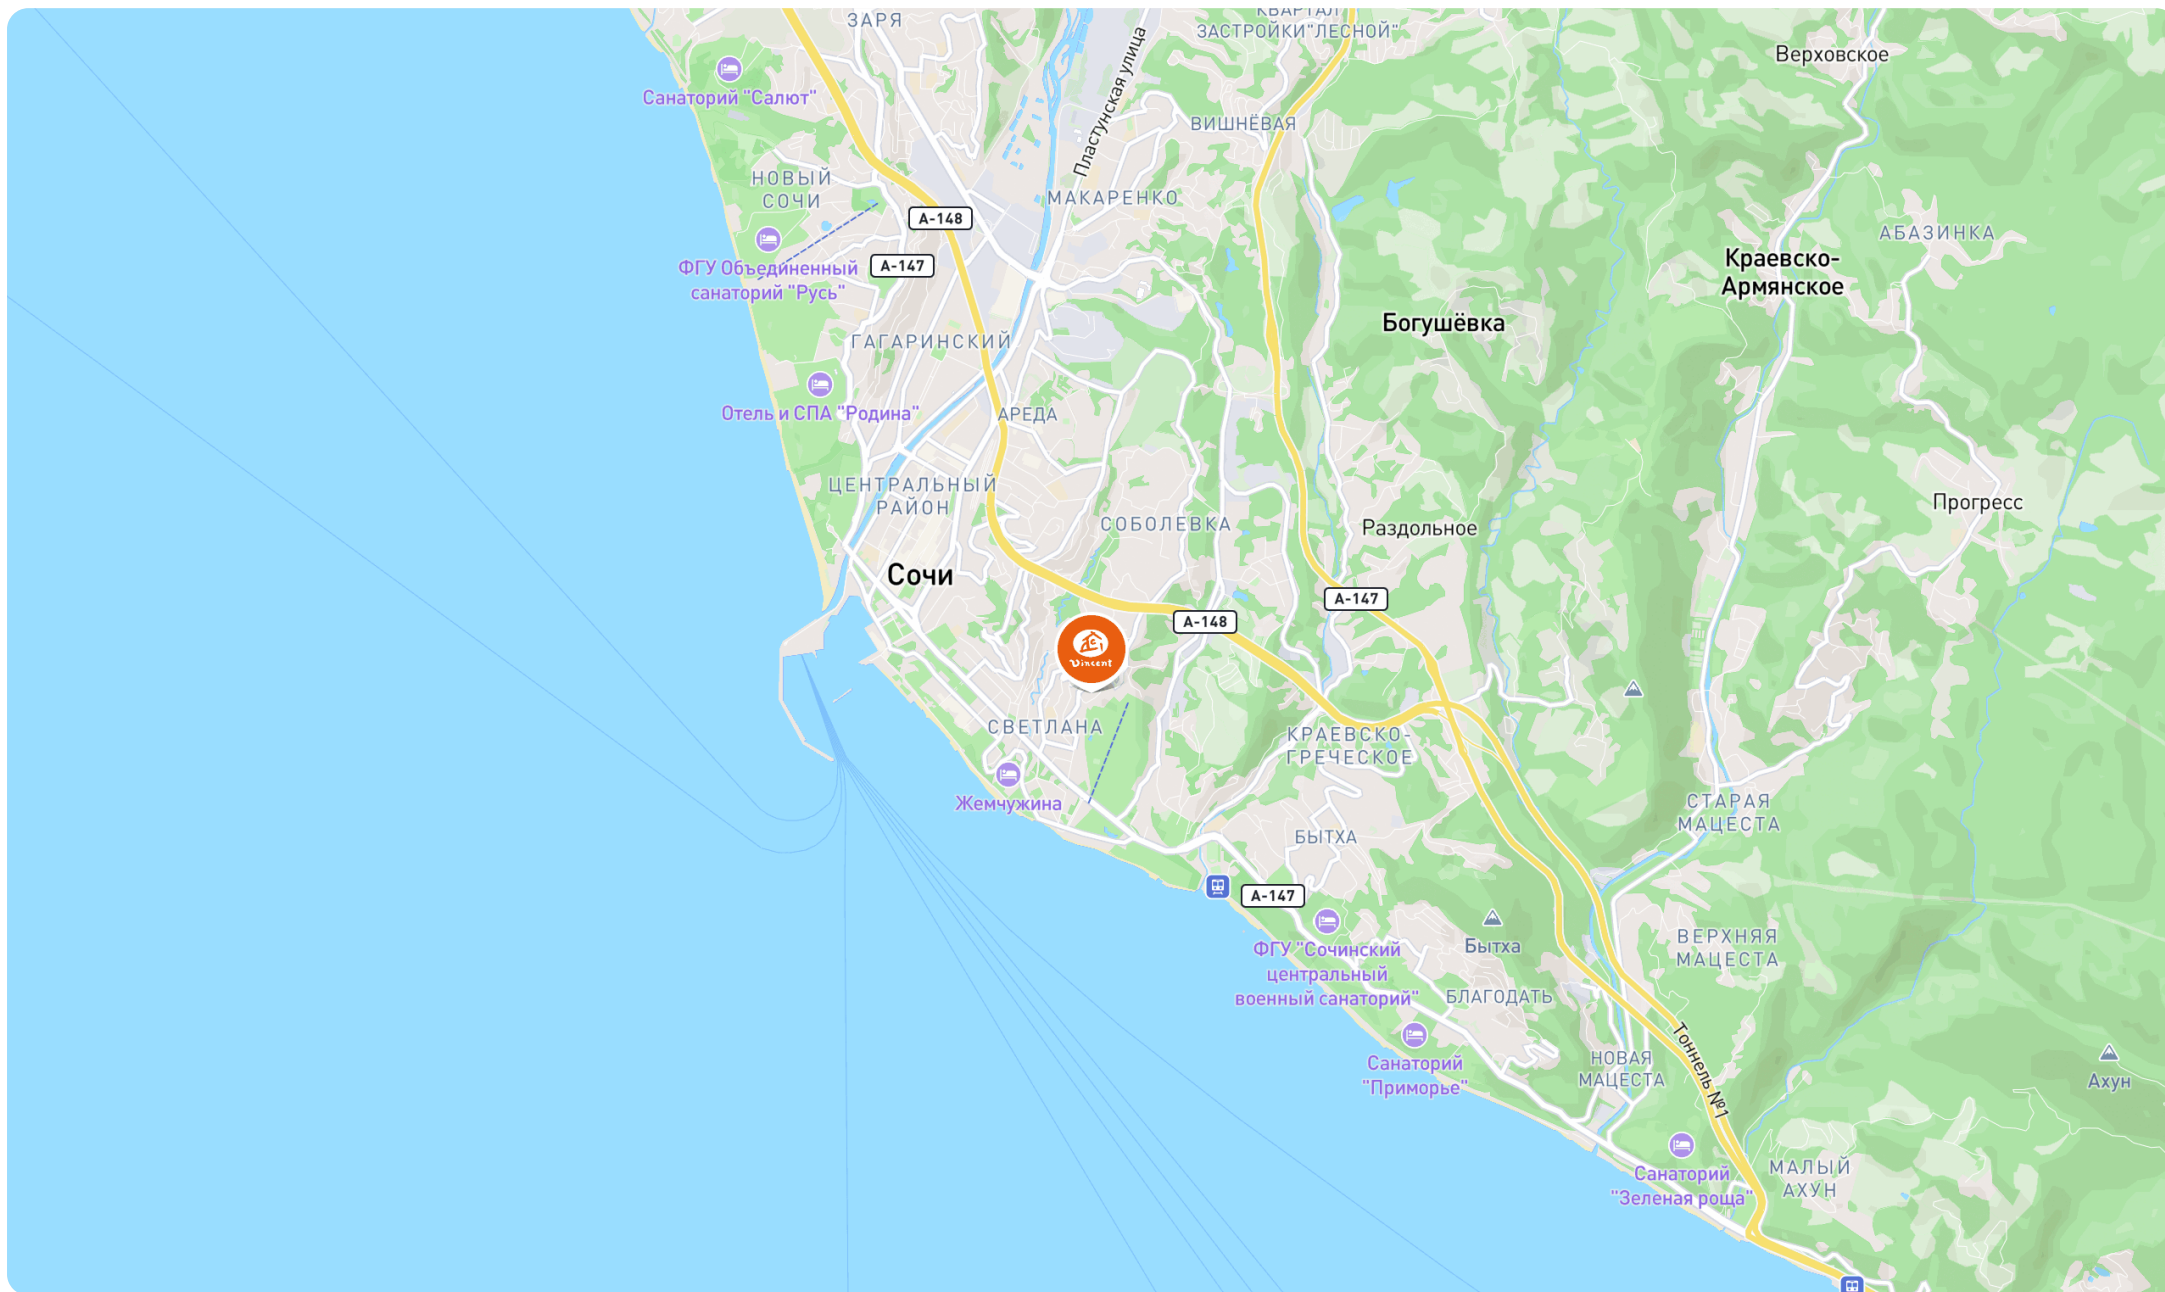 ЗАРЯ
КВАРТАЛ
ЗАСТРОЙКИ"ЛЕСНОЙ"
Верховское
Санаторий "Салют"
Пластунская улица
ВИШНЁВАЯ
НОВЫЙ
СОЧИ
МАКАРЕНКО
А-148
АБАЗИНКА
ФГУ Объединенный
санаторий "Русь"
А-147
Краевско-
Армянское
Богушёвка
ГАГАРИНСКИЙ
Отель и СПА "Родина"
АРЕДА
ЦЕНТРАЛЬНЫЙ
РАЙОН
СОБОЛЕВКА
Раздольное
Прогресс
Сочи
А-147
А-148
Vincent
СВЕТЛАНА
КРАЕВСКО-
ГРЕЧЕСКОЕ
Жемчужина
СТАРАЯ
МАЦЕСТА
БЫТХА
А-147
ФГУ "Сочинский
центральный
военный санаторий"
Бытха
ВЕРХНЯЯ
МАЦЕСТА
БЛАГОДАТЬ
Санаторий
"Приморье"
НОВАЯ
МАЦЕСТА
Тоннель №1
Ахун
Санаторий
"Зеленая роща"
МАЛЫЙ
АХУН